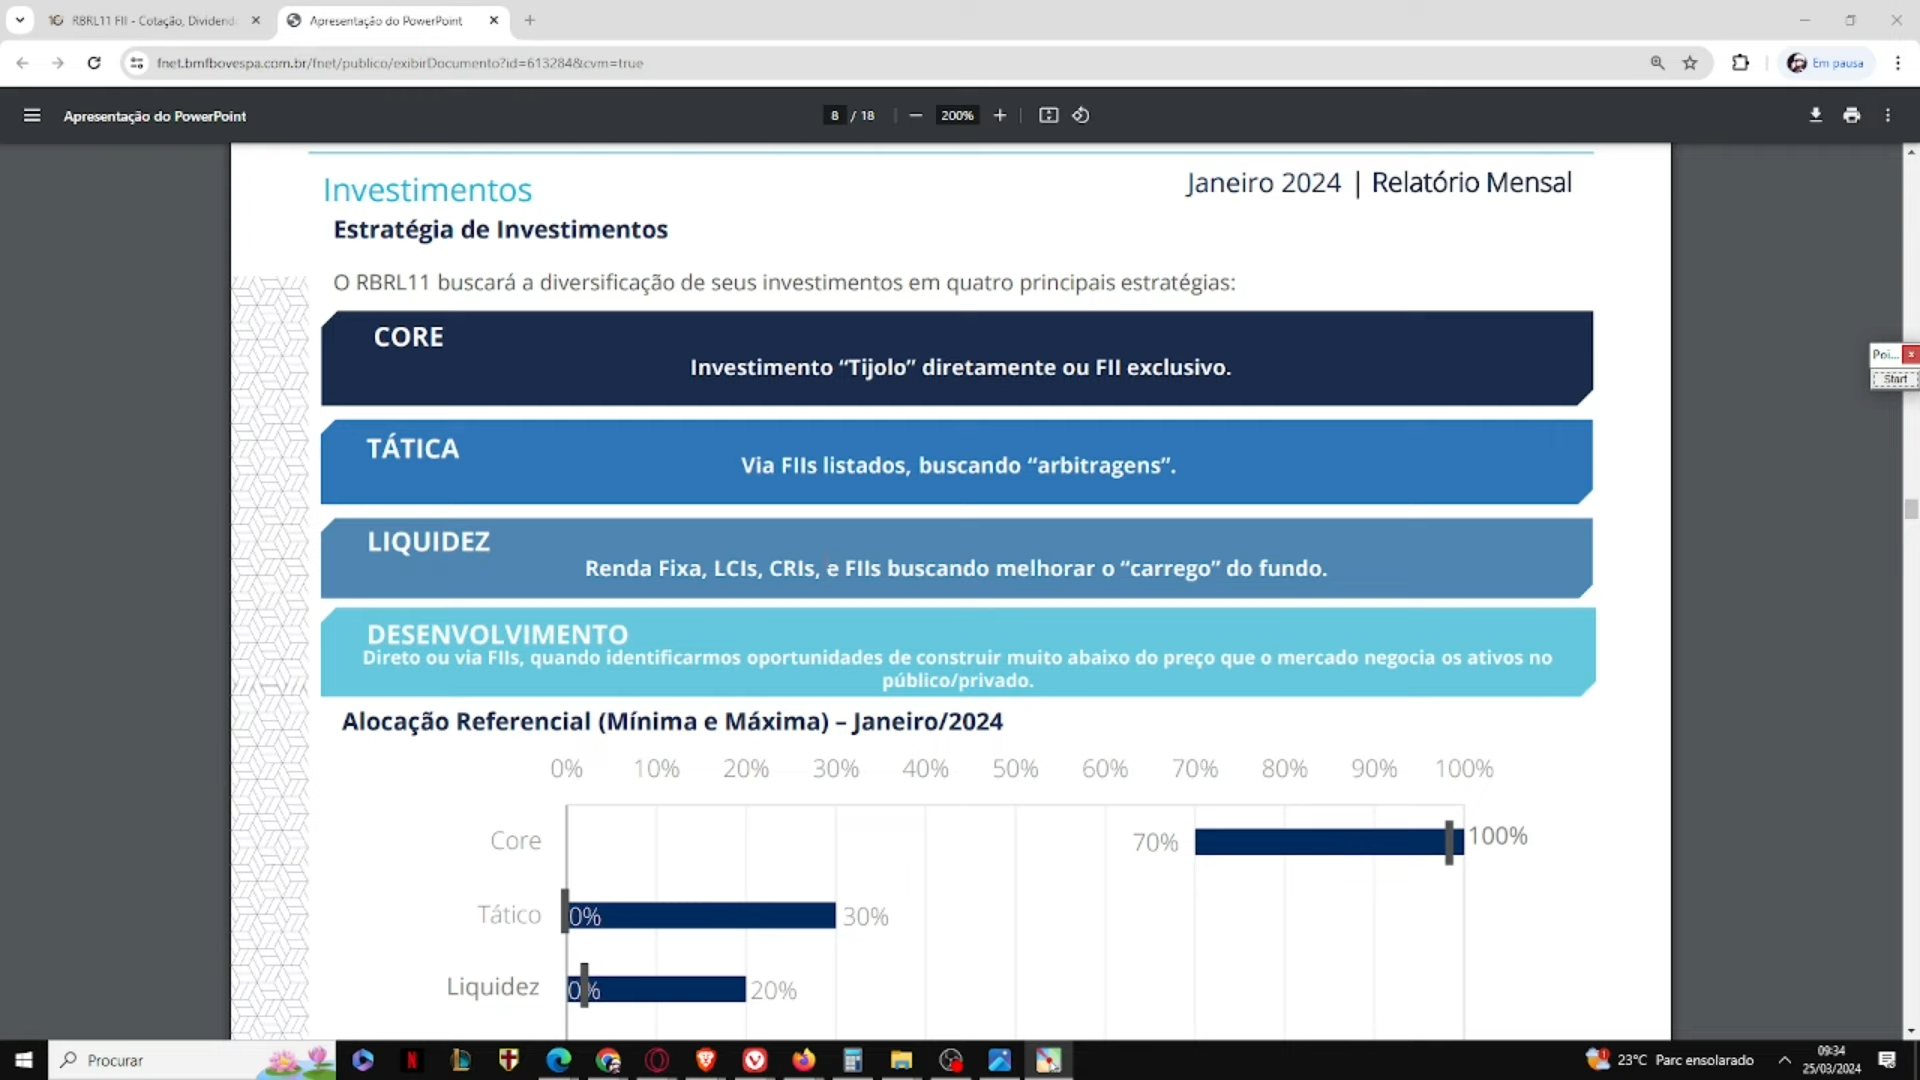 RBRL11 FII - Cotação, Dividend
Apresentação do PowerPoint
fnet.bmfbovespa.com.br/fnet/publico/exibirDocumento?id=613284&cvm=true
Em pausa
Apresentação do PowerPoint
8 / 18
200%
Investimentos
Janeiro 2024 | Relatório Mensal
Estratégia de Investimentos
O RBRL11 buscará a diversificação de seus investimentos em quatro principais estratégias:
CORE
Investimento “Tijolo” diretamente ou FII exclusivo.
Poi...
Start
TÁTICA
Via FIIs listados, buscando “arbitragens”.
LIQUIDEZ
Renda Fixa, LCIs, CRIs, e FIIs buscando melhorar o “carrego” do fundo.
DESENVOLVIMENTO
Direto ou via FIIs, quando identificarmos oportunidades de construir muito abaixo do preço que o mercado negocia os ativos no
público/privado.
Alocação Referencial (Mínima e Máxima) – Janeiro/2024
0% 10% 20% 30% 40% 50% 60% 70% 80% 90% 100%
Core 70% 100%
Tático 0% 30%
Liquidez 0% 20%
Procurar
23°C Parc ensolarado
09:34
25/03/2024